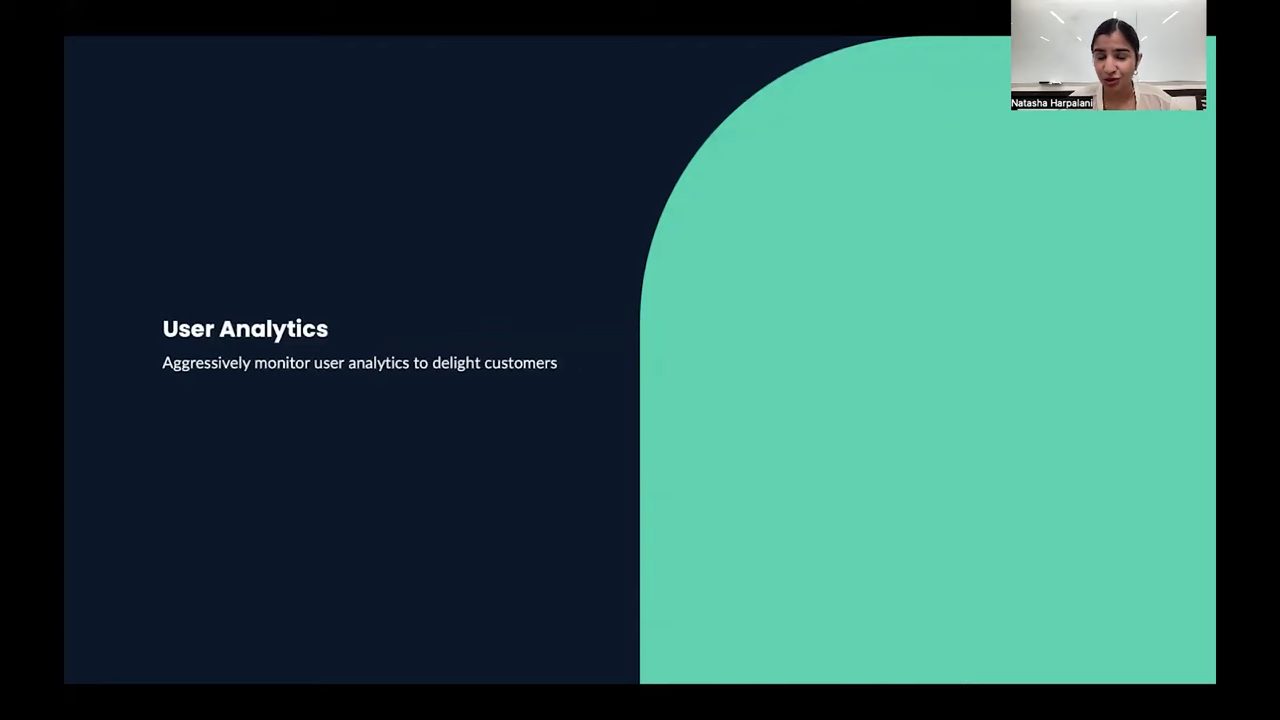 Natasha Harpalani
User Analytics
Aggressively monitor user analytics to delight customers